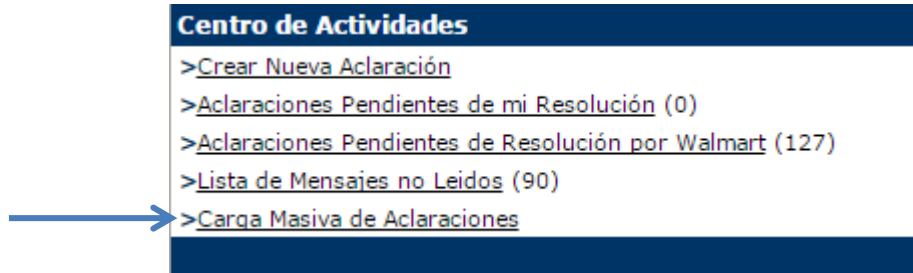 Centro de Actividades
>Crear Nueva Aclaración
>Aclaraciones Pendientes de mi Resolución (0)
>Aclaraciones Pendientes de Resolución por Walmart (127)
>Lista de Mensajes no Leidos (90)
>Carga Masiva de Aclaraciones